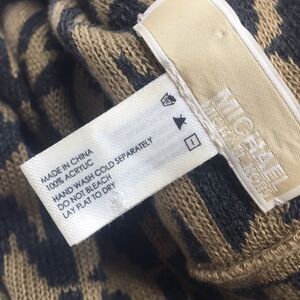 MADE IN CHINA
100% ACRYLIC
HAND WASH COLD SEPARATELY
DO NOT BLEACH
LAY FLAT TO DRY
MICHAEL